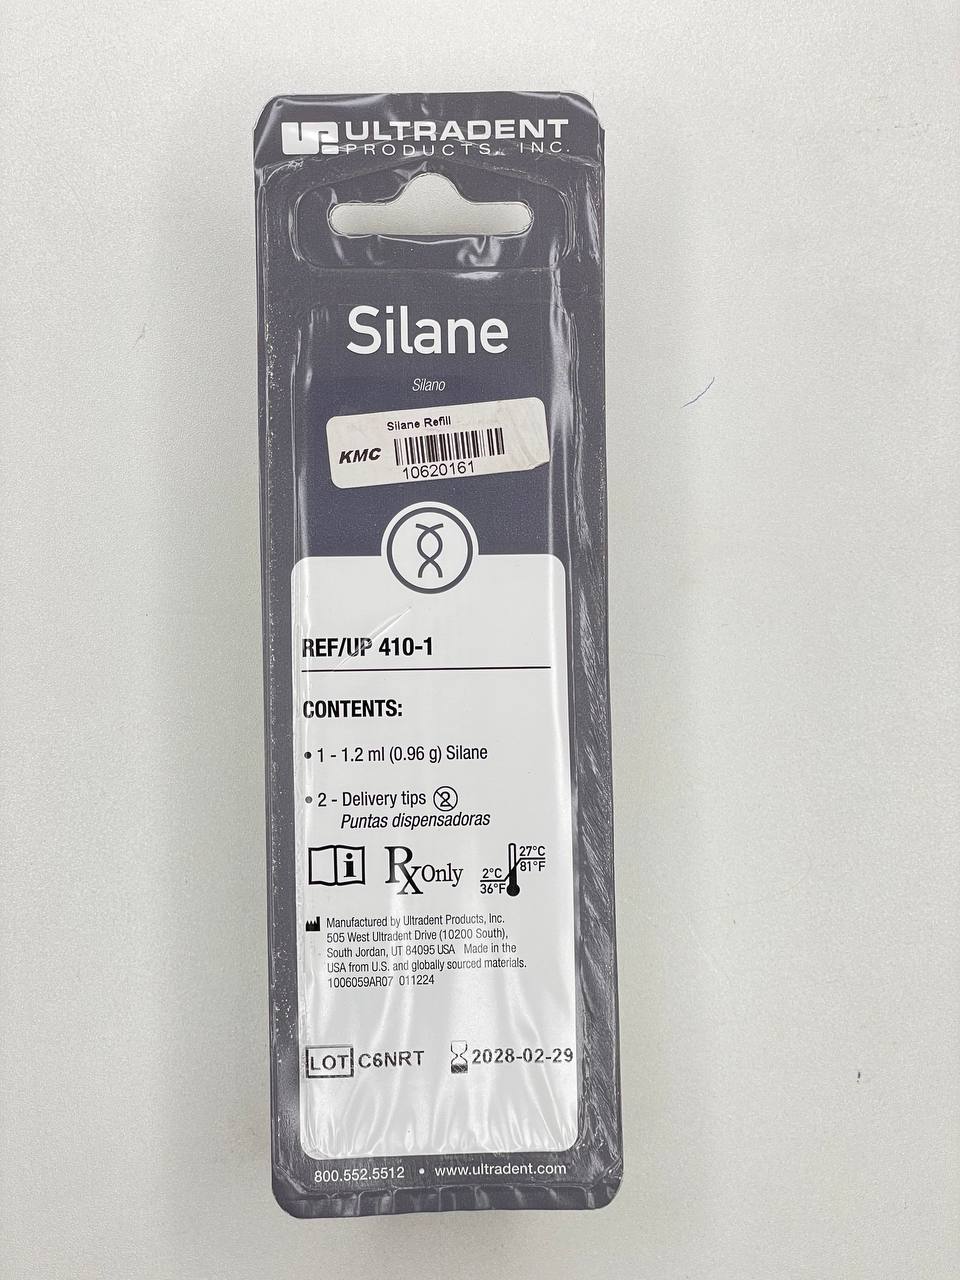 ULTRADENT
PRODUCTS, INC.
Silane
Silano
Silane Refill
KMC
10620161
REF/UP 410-1
CONTENTS:
• 1 - 1.2 ml (0.96 g) Silane
• 2 - Delivery tips 2
Puntas dispensadoras
i Rx Only 2°C 36°F 27°C 81°F
Manufactured by Ultradent Products, Inc.
505 West Ultradent Drive (10200 South),
South Jordan, UT 84095 USA Made in the
USA from U.S. and globally sourced materials.
1006059AR07 011224
LOT C6NRT 2028-02-29
800.552.5512 • www.ultradent.com